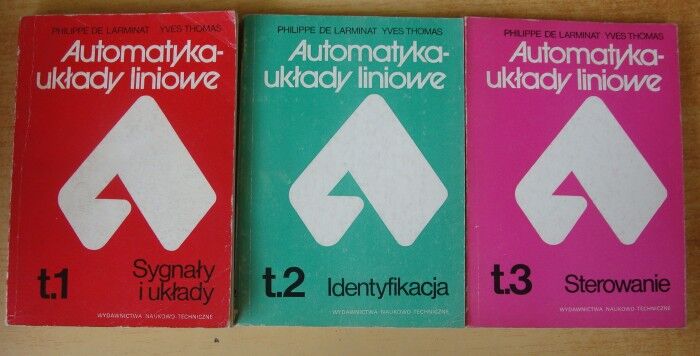 PHILIPPE DE LARMINAT YVES THOMAS
Automatyka-
układy liniowe
t.1
Sygnały
i układy
WYDAWNICTWA NAUKOWO-TECHNICZNE
PHILIPPE DE LARMINAT YVES THOMAS
Automatyka-
układy liniowe
t.2
Identyfikacja
WYDAWNICTWA NAUKOWO-TECHNICZNE
PHILIPPE DE LARMINAT YVES THOMAS
Automatyka-
układy liniowe
t.3
Sterowanie
WYDAWNICTWA NAUKOWO-TECHNICZNE